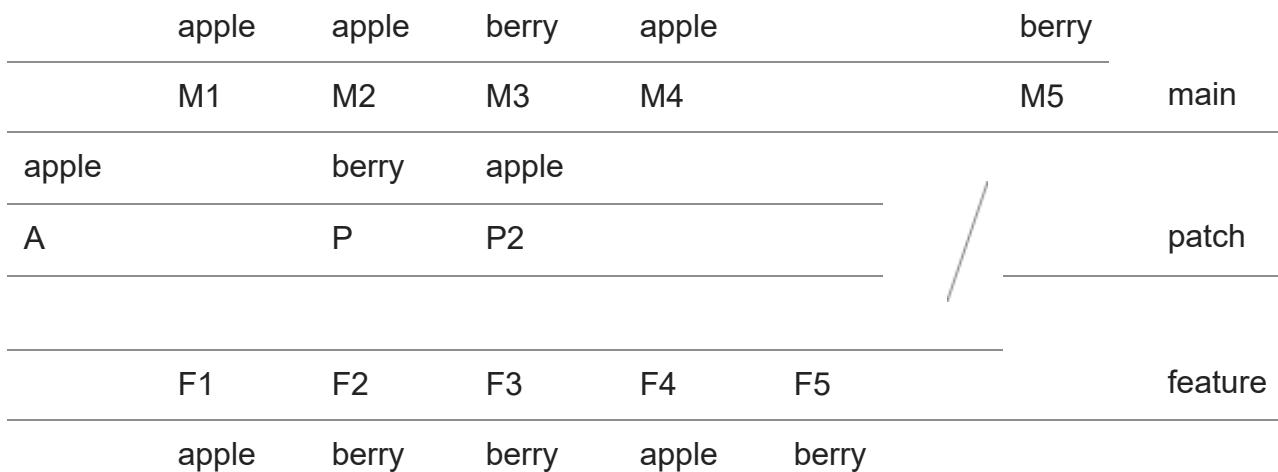 apple apple berry apple berry
M1 M2 M3 M4 M5 main
apple berry apple
A P P2 patch
F1 F2 F3 F4 F5 feature
apple berry berry apple berry